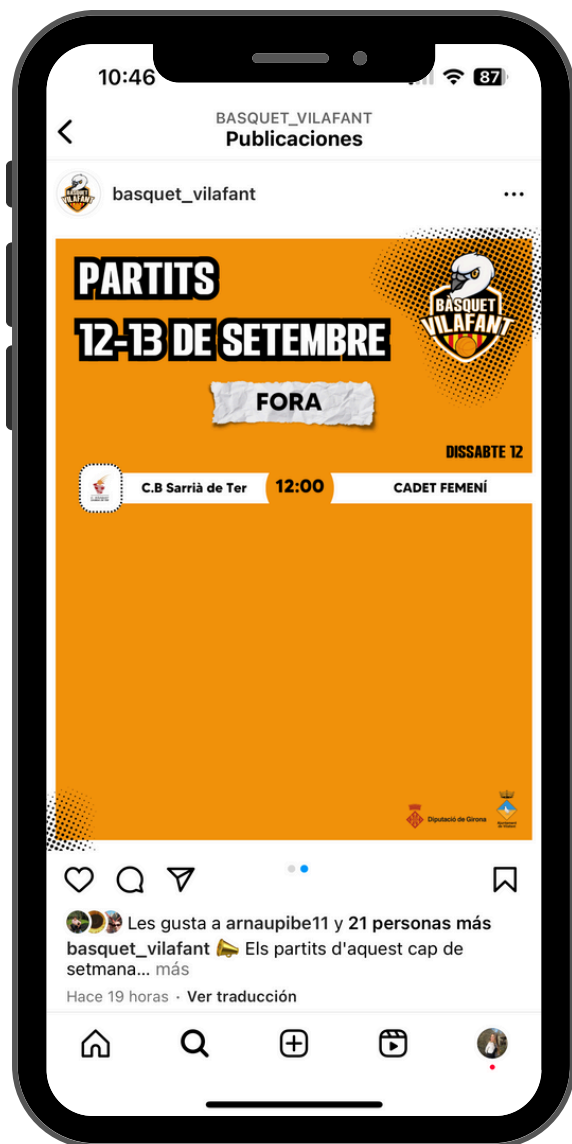 10:46
87
BASQUET_VILAFANT
Publicaciones
basquet_vilafant
PARTITS
12-13 DE SETEMBRE
BÀSQUET
VILAFANT
FORA
DISSABTE 12
C.B Sarrià de Ter 12:00 CADET FEMENÍ
Diputació de Girona
Les gusta a arnaupibe11 y 21 personas más
basquet_vilafant Els partits d'aquest cap de
setmana... más
Hace 19 horas · Ver traducción